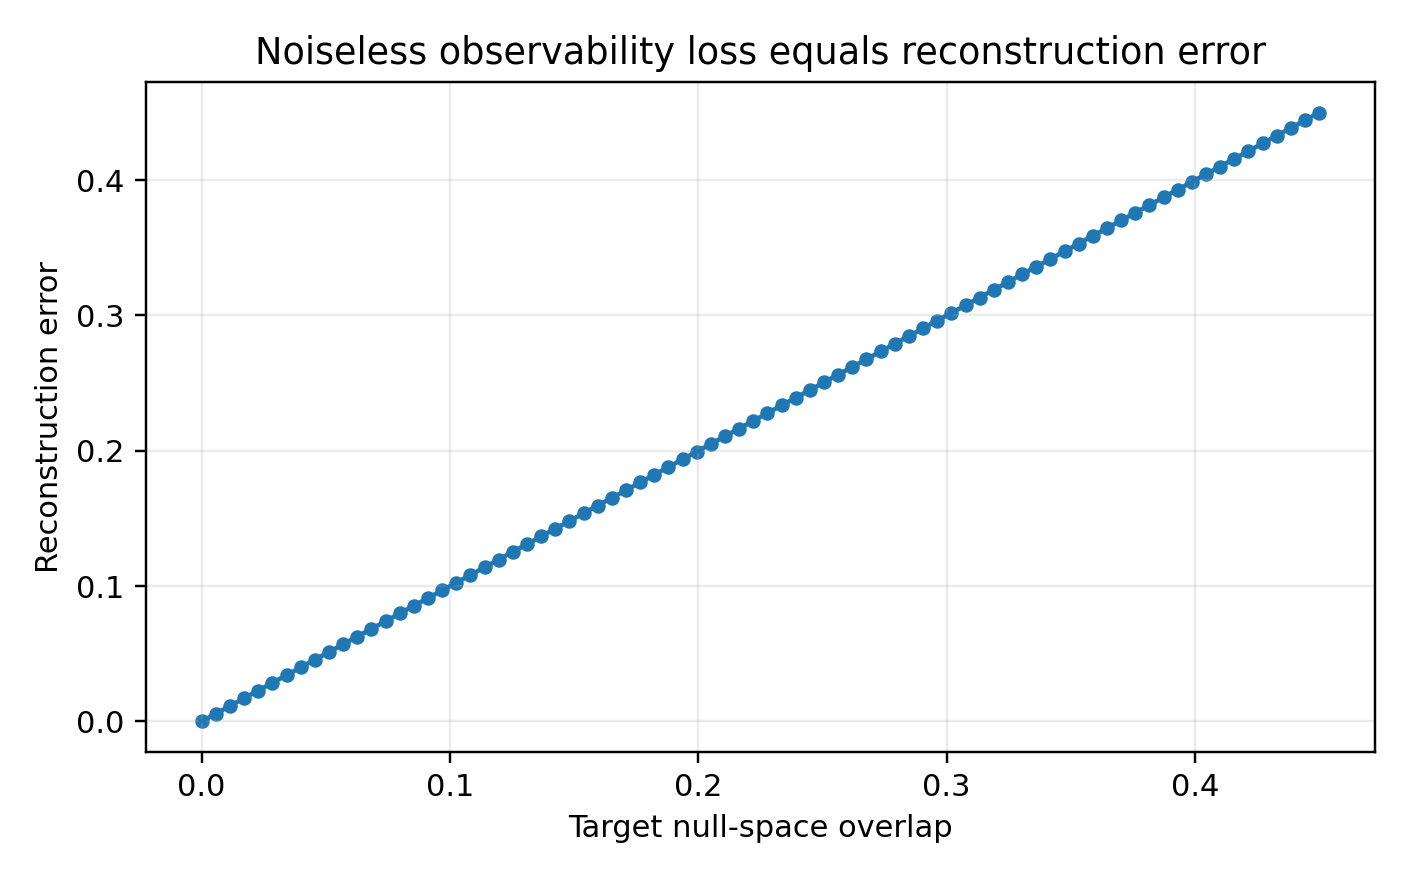 Noiseless observability loss equals reconstruction error
Reconstruction error
0.4
0.3
0.2
0.1
0.0
0.0 0.1 0.2 0.3 0.4
Target null-space overlap